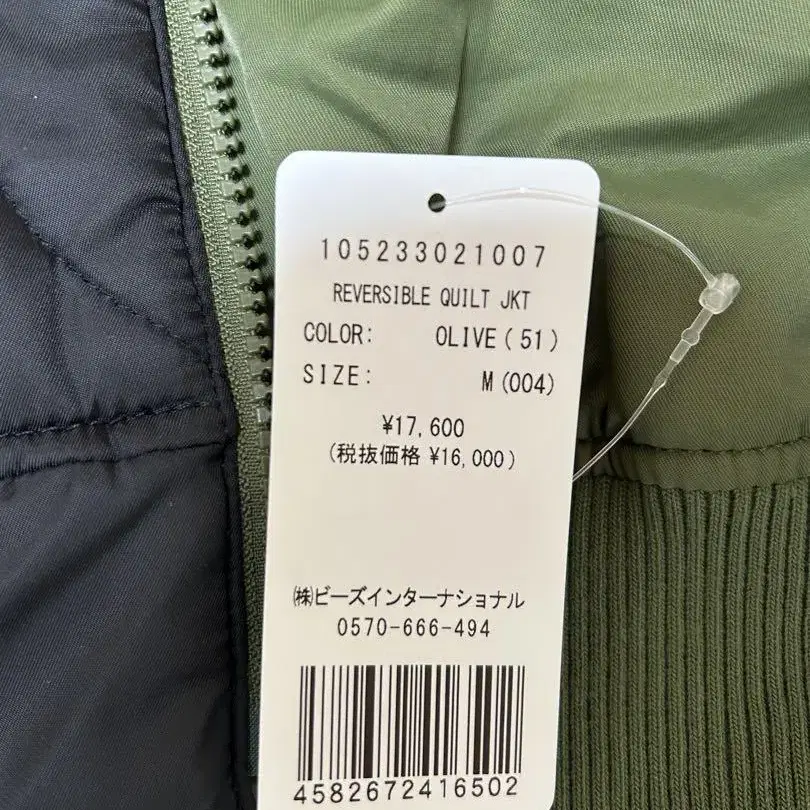 105233021007
REVERSIBLE QUILT JKT
COLOR: OLIVE(51)
SIZE: M(004)
¥17,600
(税抜価格 ¥16,000)
㈱ビーズインターナショナル
0570-666-494
4582672416502